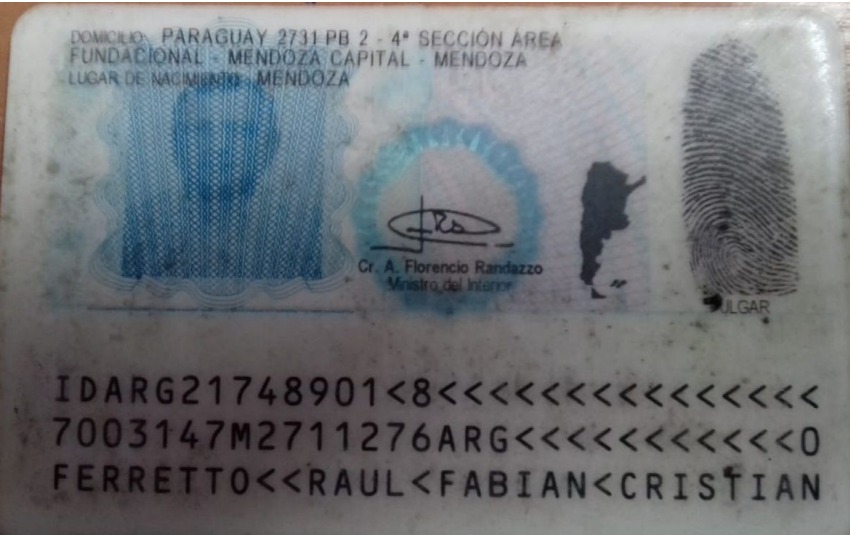 DOMICILIO: PARAGUAY 2731 PB 2 - 4ª SECCIÓN ÁREA
FUNDACIONAL - MENDOZA CAPITAL - MENDOZA
LUGAR DE NACIMIENTO: MENDOZA
Cr. A. Florencio Randazzo
Ministro del Interior
ULGAR
IDARG21748901<8<<<<<<<<<<<<<<<
7003147M2711276ARG<<<<<<<<<<<0
FERRETTO<<RAUL<FABIAN<CRISTIAN